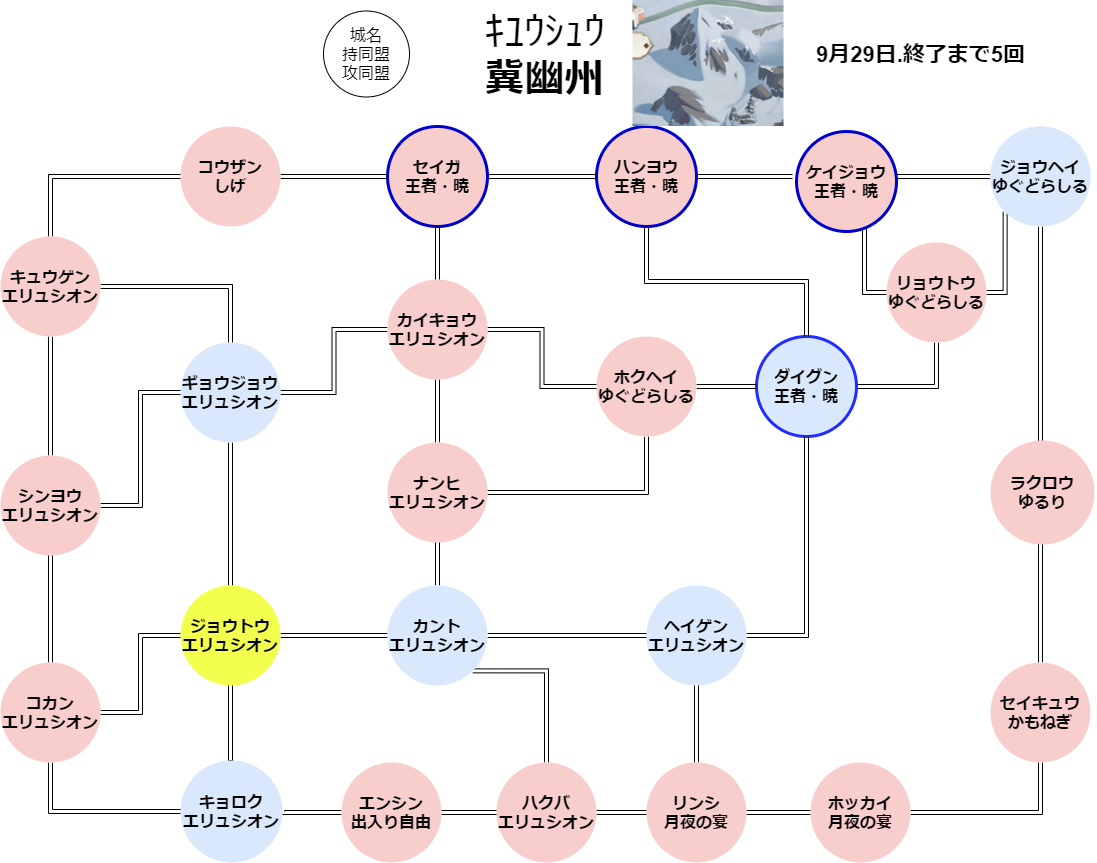 城名
持同盟
攻同盟
ｷﾕｳｼｭｳ
冀幽州
9月29日.終了まで5回
コウザン
しげ
セイガ
王者・暁
ハンヨウ
王者・暁
ケイジョウ
王者・暁
ジョウヘイ
ゆぐどらしる
キュウゲン
エリュシオン
リョウトウ
ゆぐどらしる
カイキョウ
エリュシオン
ギョウジョウ
エリュシオン
ホクヘイ
ゆぐどらしる
ダイグン
王者・暁
シンヨウ
エリュシオン
ナンヒ
エリュシオン
ラクロウ
ゆるり
ジョウトウ
エリュシオン
カント
エリュシオン
ヘイゲン
エリュシオン
コカン
エリュシオン
セイキュウ
かもねぎ
キョロク
エリュシオン
エンシン
出入り自由
ハクバ
エリュシオン
リンシ
月夜の宴
ホッカイ
月夜の宴